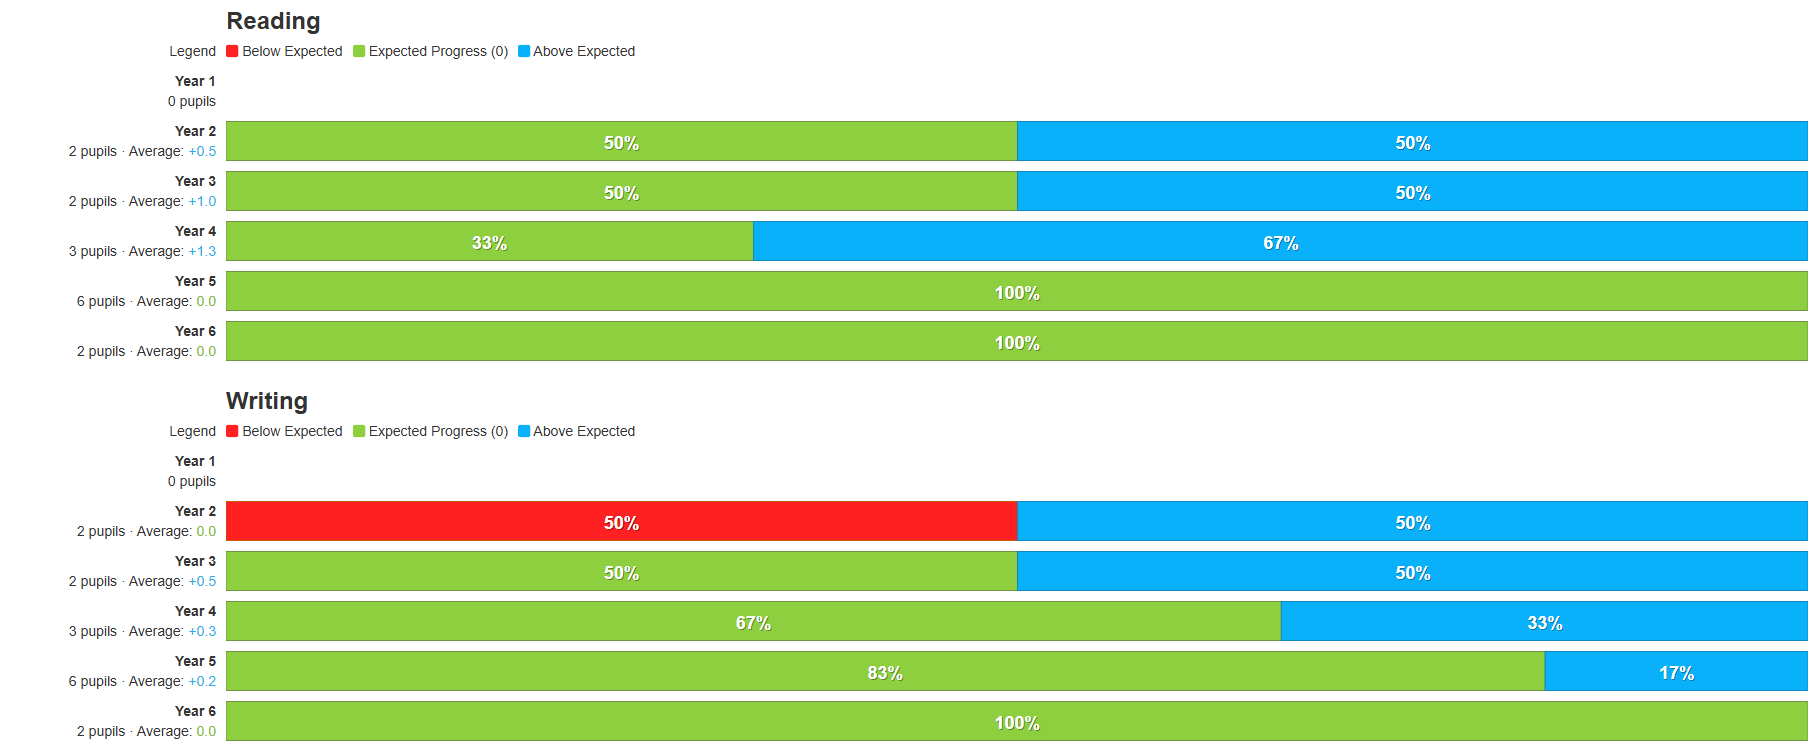 Reading
Legend Below Expected Expected Progress (0) Above Expected
Year 1
0 pupils
Year 2
2 pupils · Average: +0.5
50% 50%
Year 3
2 pupils · Average: +1.0
50% 50%
Year 4
3 pupils · Average: +1.3
33% 67%
Year 5
6 pupils · Average: 0.0
100%
Year 6
2 pupils · Average: 0.0
100%
Writing
Legend Below Expected Expected Progress (0) Above Expected
Year 1
0 pupils
Year 2
2 pupils · Average: 0.0
50% 50%
Year 3
2 pupils · Average: +0.5
50% 50%
Year 4
3 pupils · Average: +0.3
67% 33%
Year 5
6 pupils · Average: +0.2
83% 17%
Year 6
2 pupils · Average: 0.0
100%